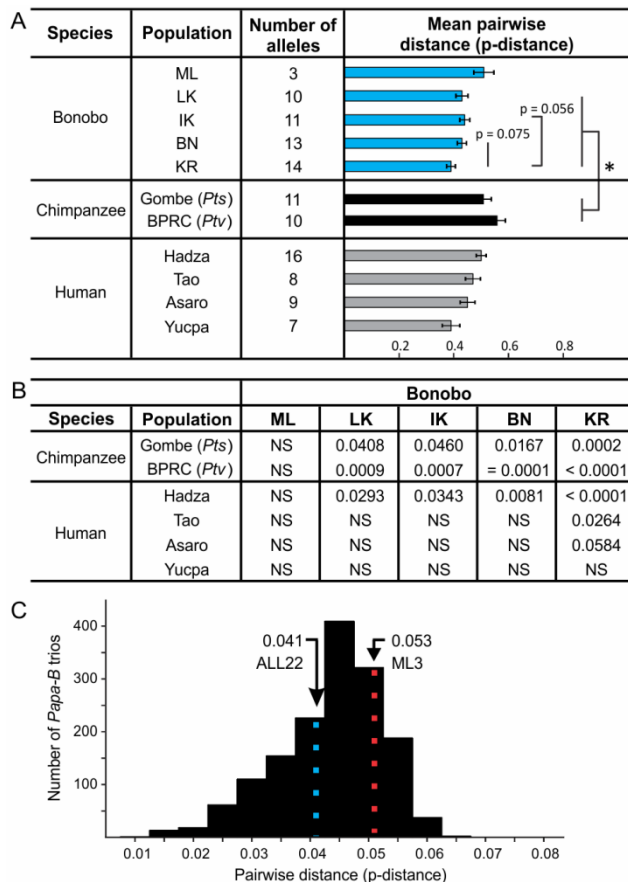 A
Species Population Number of alleles Mean pairwise distance (p-distance)
Bonobo
ML 3
LK 10
IK 11
BN 13
KR 14
p = 0.056
p = 0.075
*
Chimpanzee
Gombe (Pts) 11
BPRC (Ptv) 10
Human
Hadza 16
Tao 8
Asaro 9
Yucpa 7
0.2 0.4 0.6 0.8
B
Bonobo
Species Population ML LK IK BN KR
Chimpanzee
Gombe (Pts) NS 0.0408 0.0460 0.0167 0.0002
BPRC (Ptv) NS 0.0009 0.0007 = 0.0001 < 0.0001
Human
Hadza NS 0.0293 0.0343 0.0081 < 0.0001
Tao NS NS NS NS 0.0264
Asaro NS NS NS NS 0.0584
Yucpa NS NS NS NS NS
C
Number of Papa-B trios
400
300
200
100
0.041
ALL22
0.053
ML3
0.01 0.02 0.03 0.04 0.05 0.06 0.07 0.08
Pairwise distance (p-distance)